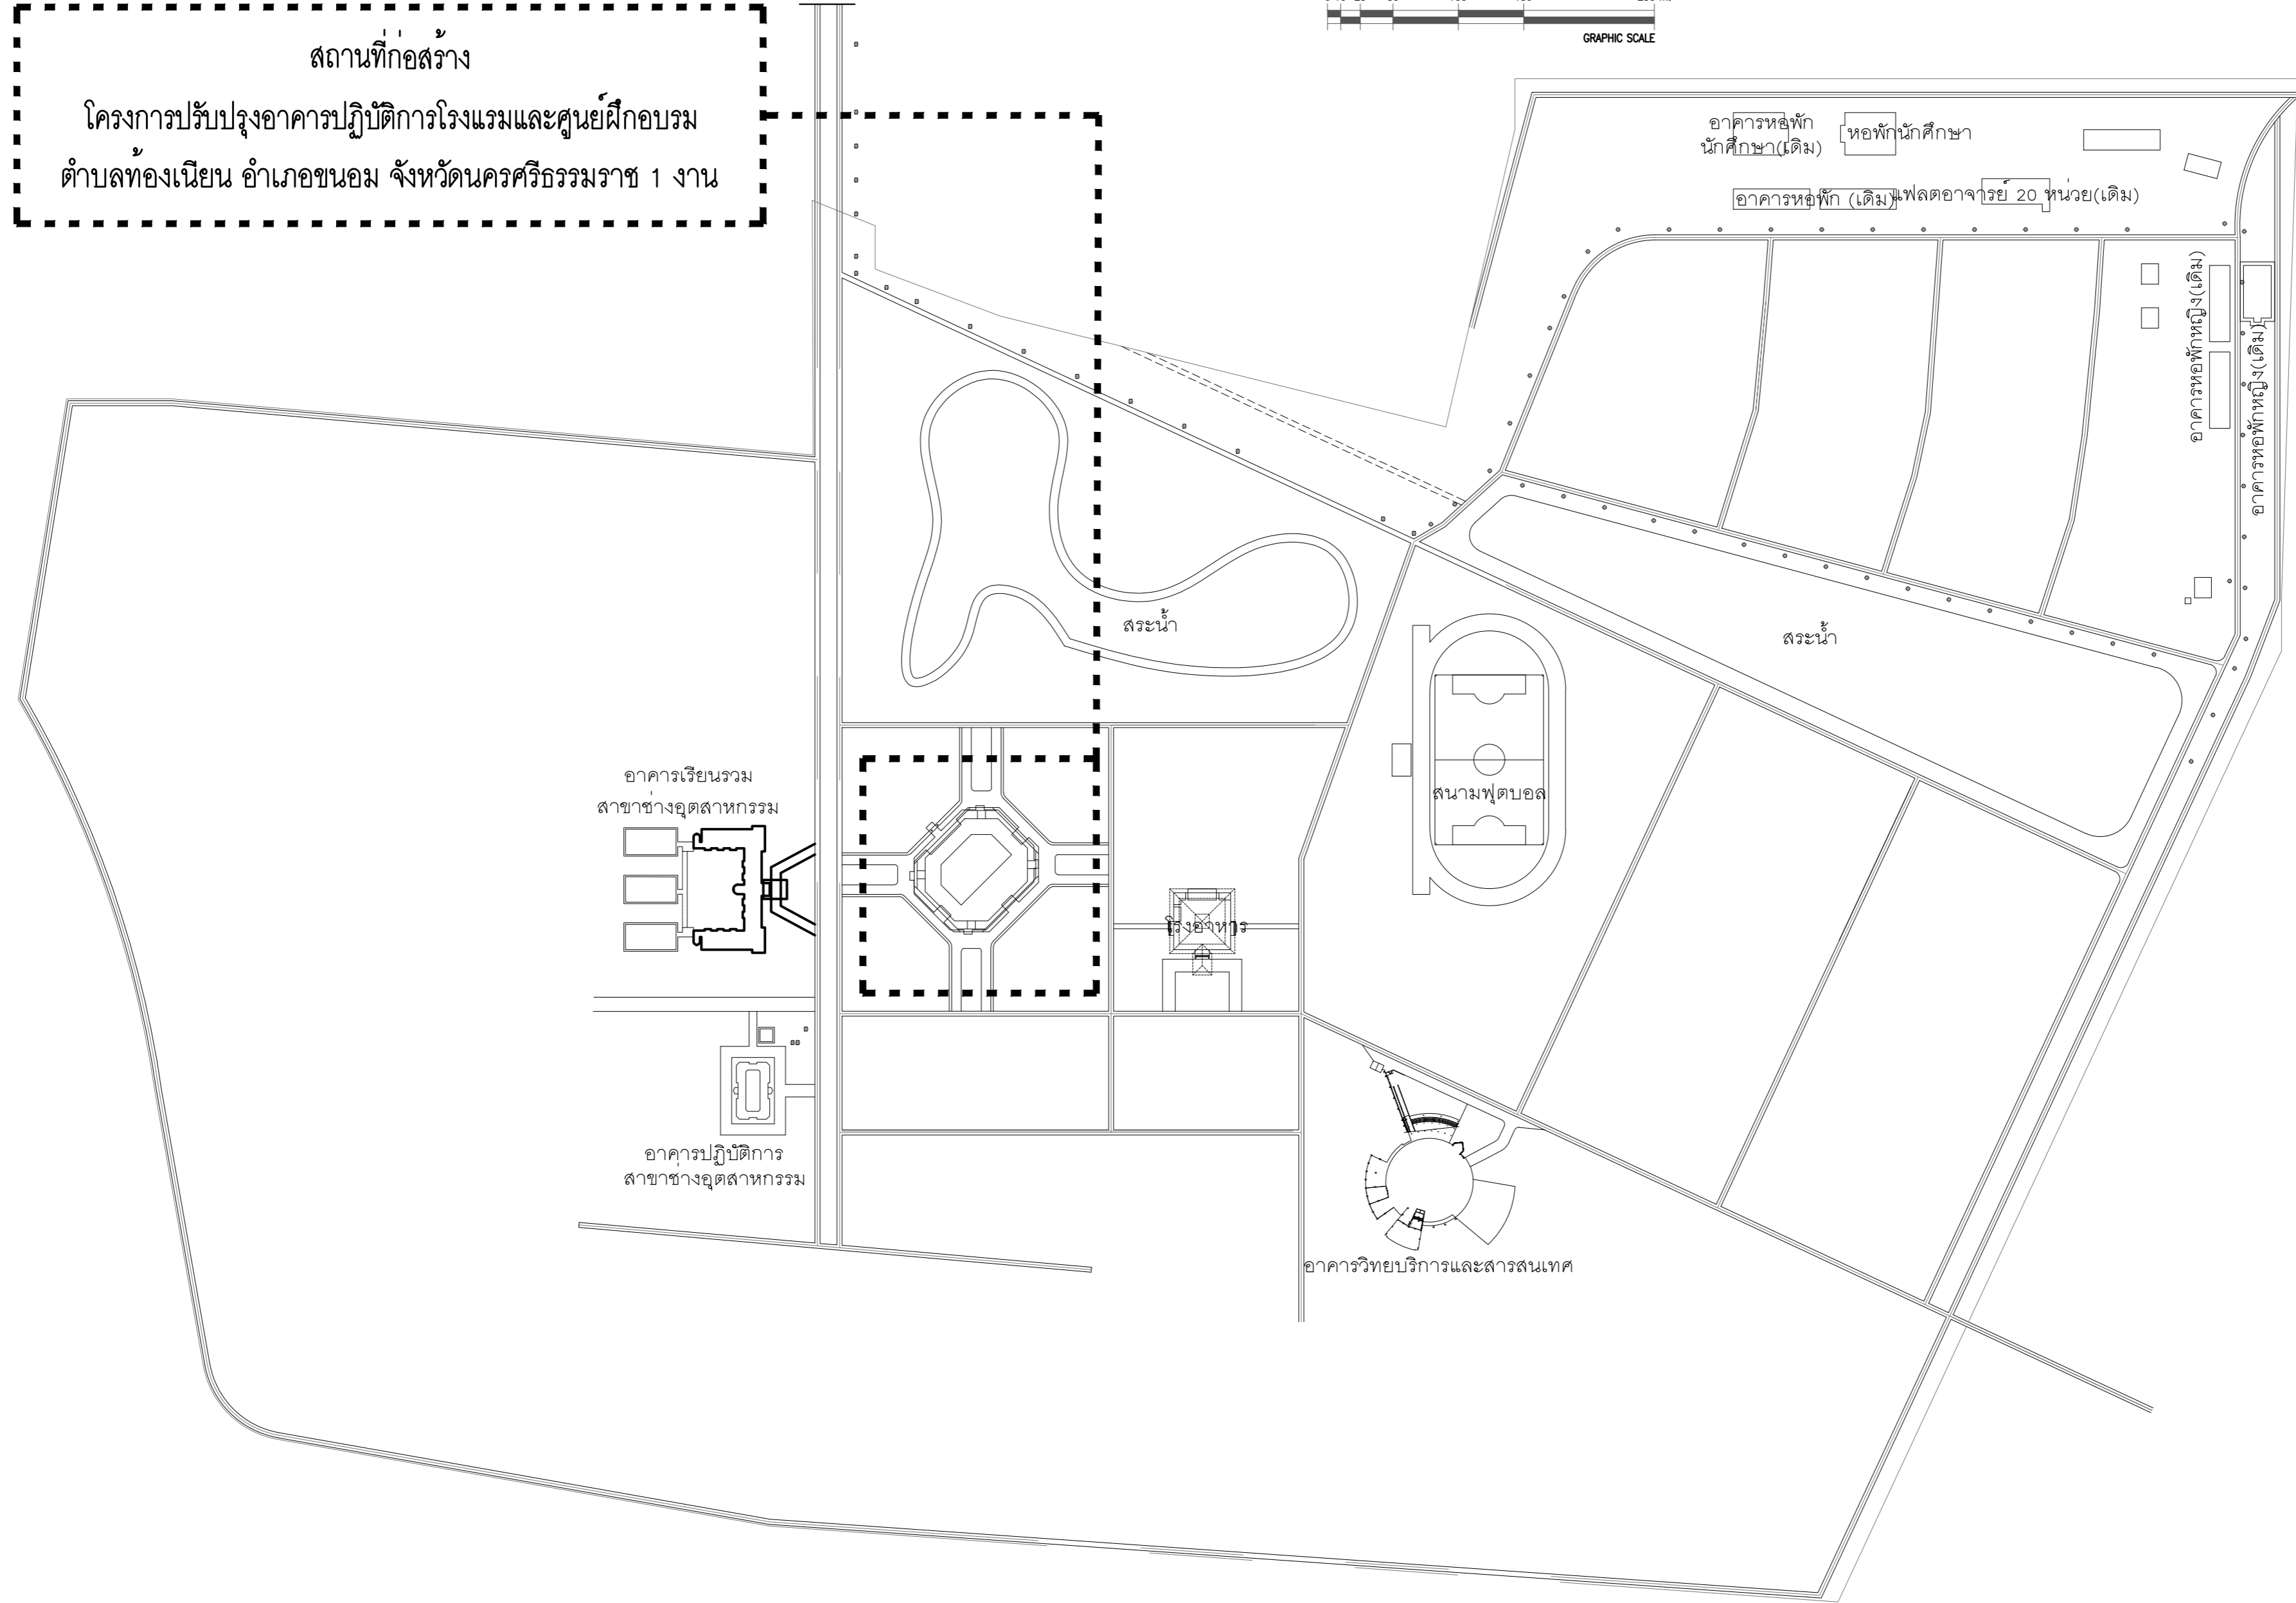 สถานที่ก่อสร้าง
โครงการปรับปรุงอาคารปฏิบัติการโรงแรมและศูนย์ฝึกอบรม
ตำบลท้องเนียน อำเภอขนอม จังหวัดนครศรีธรรมราช 1 งาน
GRAPHIC SCALE
อาคารหอพัก
นักศึกษา(เดิม)
หอพักนักศึกษา
อาคารหอพัก (เดิม)
แฟลตอาจารย์ 20 หน่วย(เดิม)
อาคารหอพักหญิง(เดิม)
อาคารหอพักหญิง(เดิม)
สระน้ำ
สระน้ำ
อาคารเรียนรวม
สาขาช่างอุตสาหกรรม
สนามฟุตบอล
โรงอาหาร
อาคารปฏิบัติการ
สาขาช่างอุตสาหกรรม
อาคารวิทยบริการและสารสนเทศ